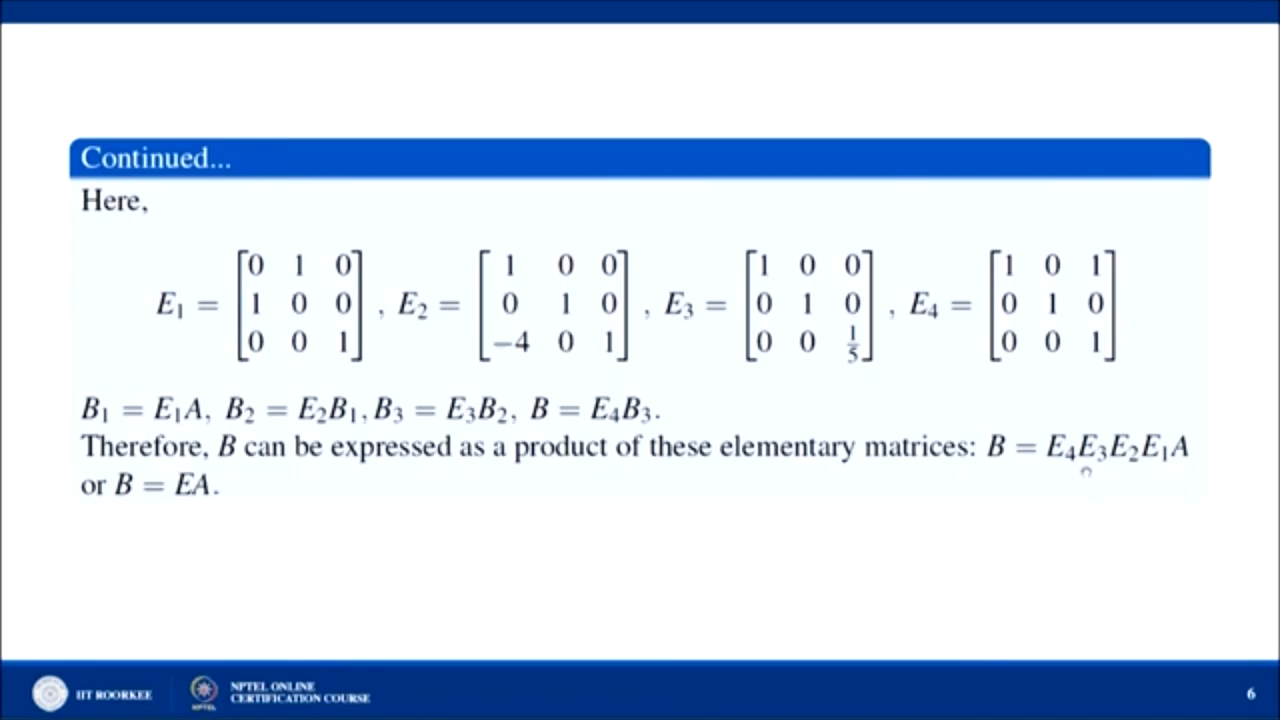 Continued...
Here,
E₁ = [0 1 0; 1 0 0; 0 0 1], E₂ = [1 0 0; 0 1 0; −4 0 1], E₃ = [1 0 0; 0 1 0; 0 0 1/5], E₄ = [1 0 1; 0 1 0; 0 0 1]
B₁ = E₁A, B₂ = E₂B₁, B₃ = E₃B₂, B = E₄B₃.
Therefore, B can be expressed as a product of these elementary matrices: B = E₄E₃E₂E₁A
or B = EA.
IIT ROORKEE
NPTEL
NPTEL ONLINE
CERTIFICATION COURSE
6